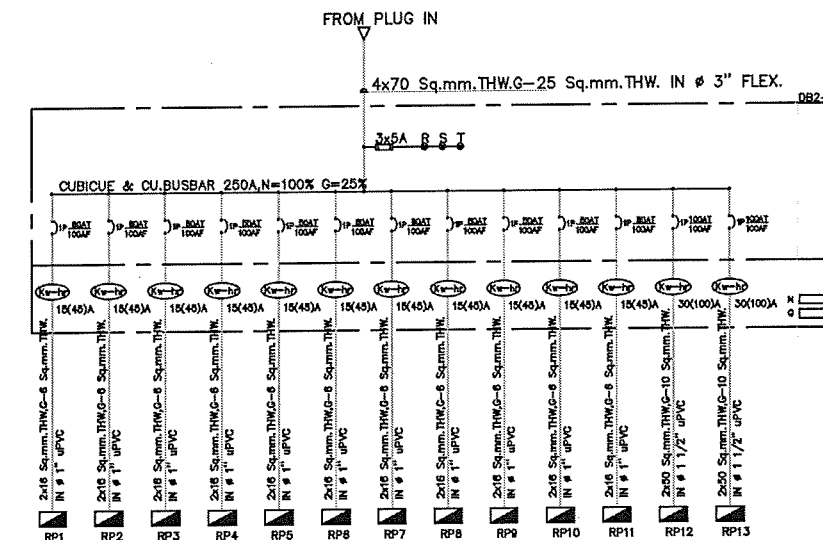 FROM PLUG IN
4x70 Sq.mm.THW.G-25 Sq.mm.THW. IN ø 3" FLEX.
DB2-
3x5A R S T
CUBICUE & CU.BUSBAR 250A,N=100% G=25%
1P 50AT 1P 50AT 1P 50AT 1P 50AT 1P 50AT 1P 50AT 1P 50AT 1P 50AT 1P 50AT 1P 50AT 1P 50AT 1P 100AT 1P 100AT
100AF 100AF 100AF 100AF 100AF 100AF 100AF 100AF 100AF 100AF 100AF 100AF 100AF
Kw-hr Kw-hr Kw-hr Kw-hr Kw-hr Kw-hr Kw-hr Kw-hr Kw-hr Kw-hr Kw-hr Kw-hr Kw-hr
15(45)A 15(45)A 15(45)A 15(45)A 15(45)A 15(45)A 15(45)A 15(45)A 15(45)A 15(45)A 15(45)A 30(100)A 30(100)A
N
G
2x16 Sq.mm.THW,G-6 Sq.mm.THW.
IN ø 1" uPVC
2x16 Sq.mm.THW,G-6 Sq.mm.THW.
IN ø 1" uPVC
2x16 Sq.mm.THW,G-6 Sq.mm.THW.
IN ø 1" uPVC
2x16 Sq.mm.THW,G-6 Sq.mm.THW.
IN ø 1" uPVC
2x16 Sq.mm.THW,G-6 Sq.mm.THW.
IN ø 1" uPVC
2x16 Sq.mm.THW,G-6 Sq.mm.THW.
IN ø 1" uPVC
2x16 Sq.mm.THW,G-6 Sq.mm.THW.
IN ø 1" uPVC
2x16 Sq.mm.THW,G-6 Sq.mm.THW.
IN ø 1" uPVC
2x16 Sq.mm.THW,G-6 Sq.mm.THW.
IN ø 1" uPVC
2x16 Sq.mm.THW,G-6 Sq.mm.THW.
IN ø 1" uPVC
2x16 Sq.mm.THW,G-6 Sq.mm.THW.
IN ø 1" uPVC
2x50 Sq.mm.THW,G-10 Sq.mm.THW.
IN ø 1 1/2" uPVC
2x50 Sq.mm.THW,G-10 Sq.mm.THW.
IN ø 1 1/2" uPVC
RP1 RP2 RP3 RP4 RP5 RP6 RP7 RP8 RP9 RP10 RP11 RP12 RP13